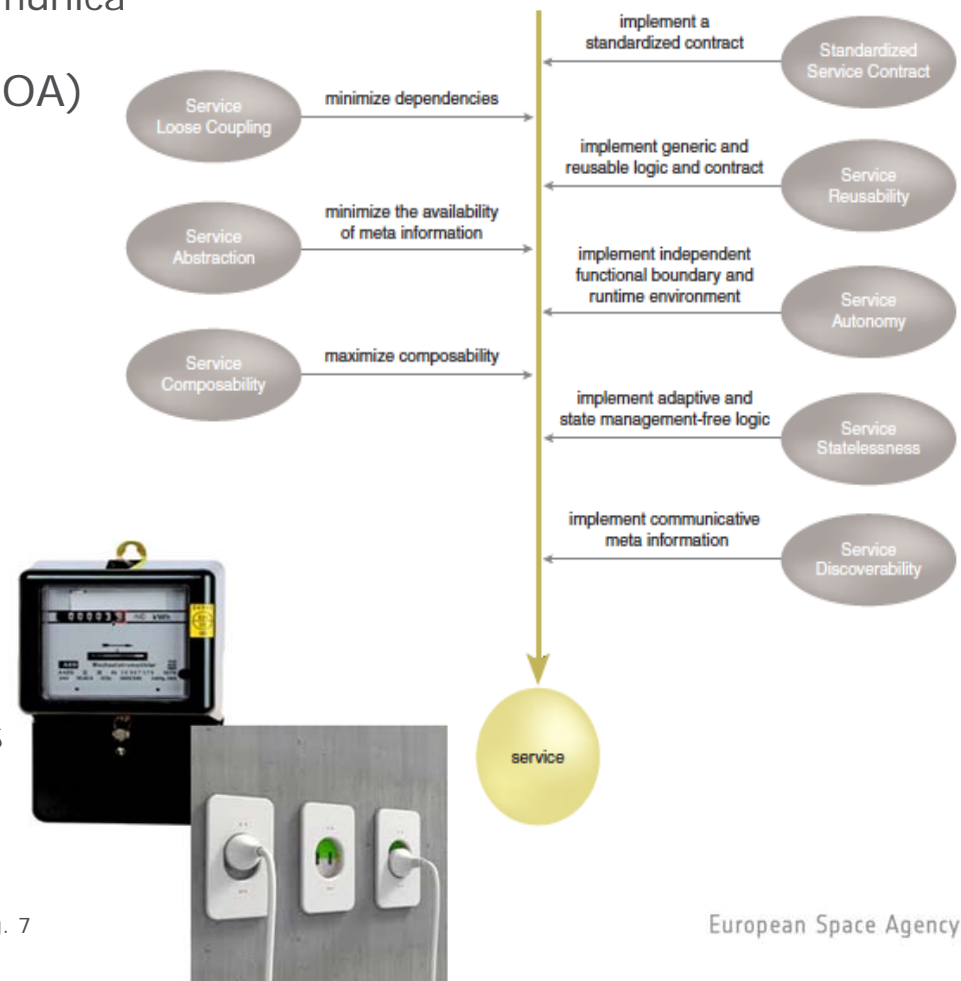 munica
OA)
implement a
standardized contract
Standardized
Service Contract
Service
Loose Coupling
minimize dependencies
implement generic and
reusable logic and contract
Service
Reusability
minimize the availability
of meta information
Service
Abstraction
implement independent
functional boundary and
runtime environment
Service
Autonomy
Service
Composability
maximize composability
implement adaptive and
state management-free logic
Service
Statelessness
implement communicative
meta information
Service
Discoverability
kWh
s
service
. 7
European Space Agency